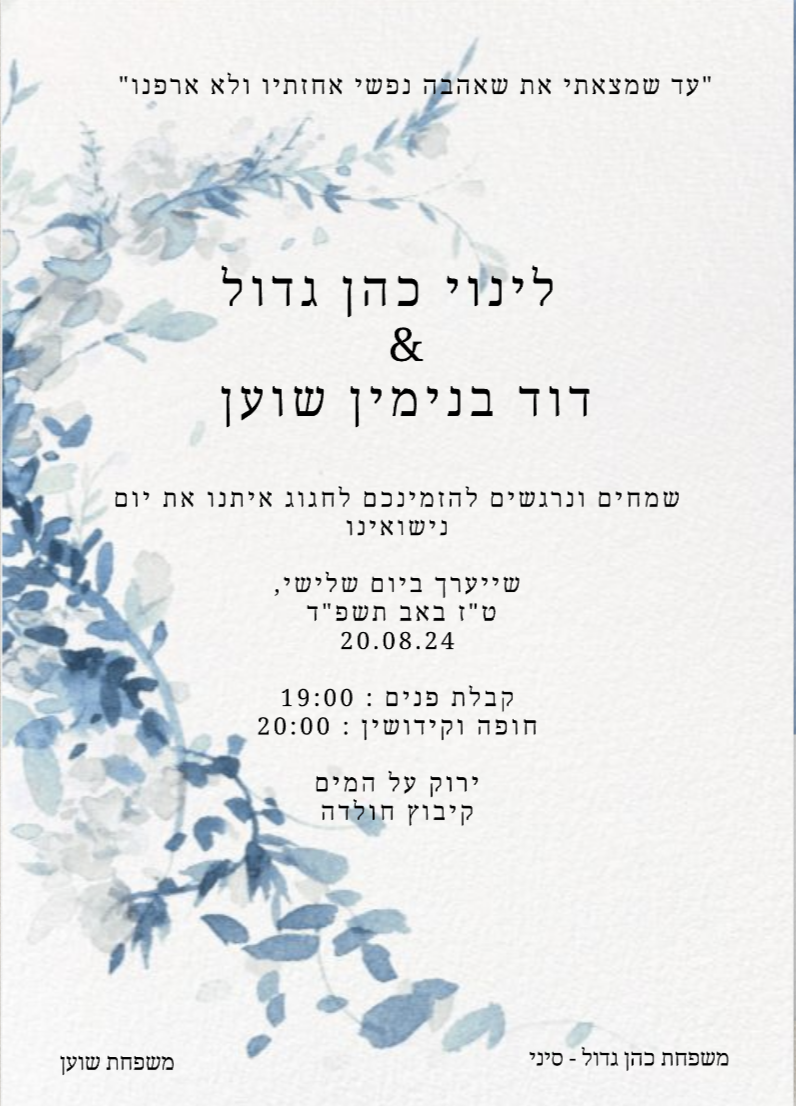 "עד שמצאתי את שאהבה נפשי אחזתיו ולא ארפנו"
לינוי כהן גדול
&
דוד בנימין שוען
שמחים ונרגשים להזמינכם לחגוג איתנו את יום
נישואינו
שייערך ביום שלישי,
ט"ז באב תשפ"ד
20.08.24
קבלת פנים : 19:00
חופה וקידושין : 20:00
ירוק על המים
קיבוץ חולדה
משפחת כהן גדול - סיני
משפחת שוען